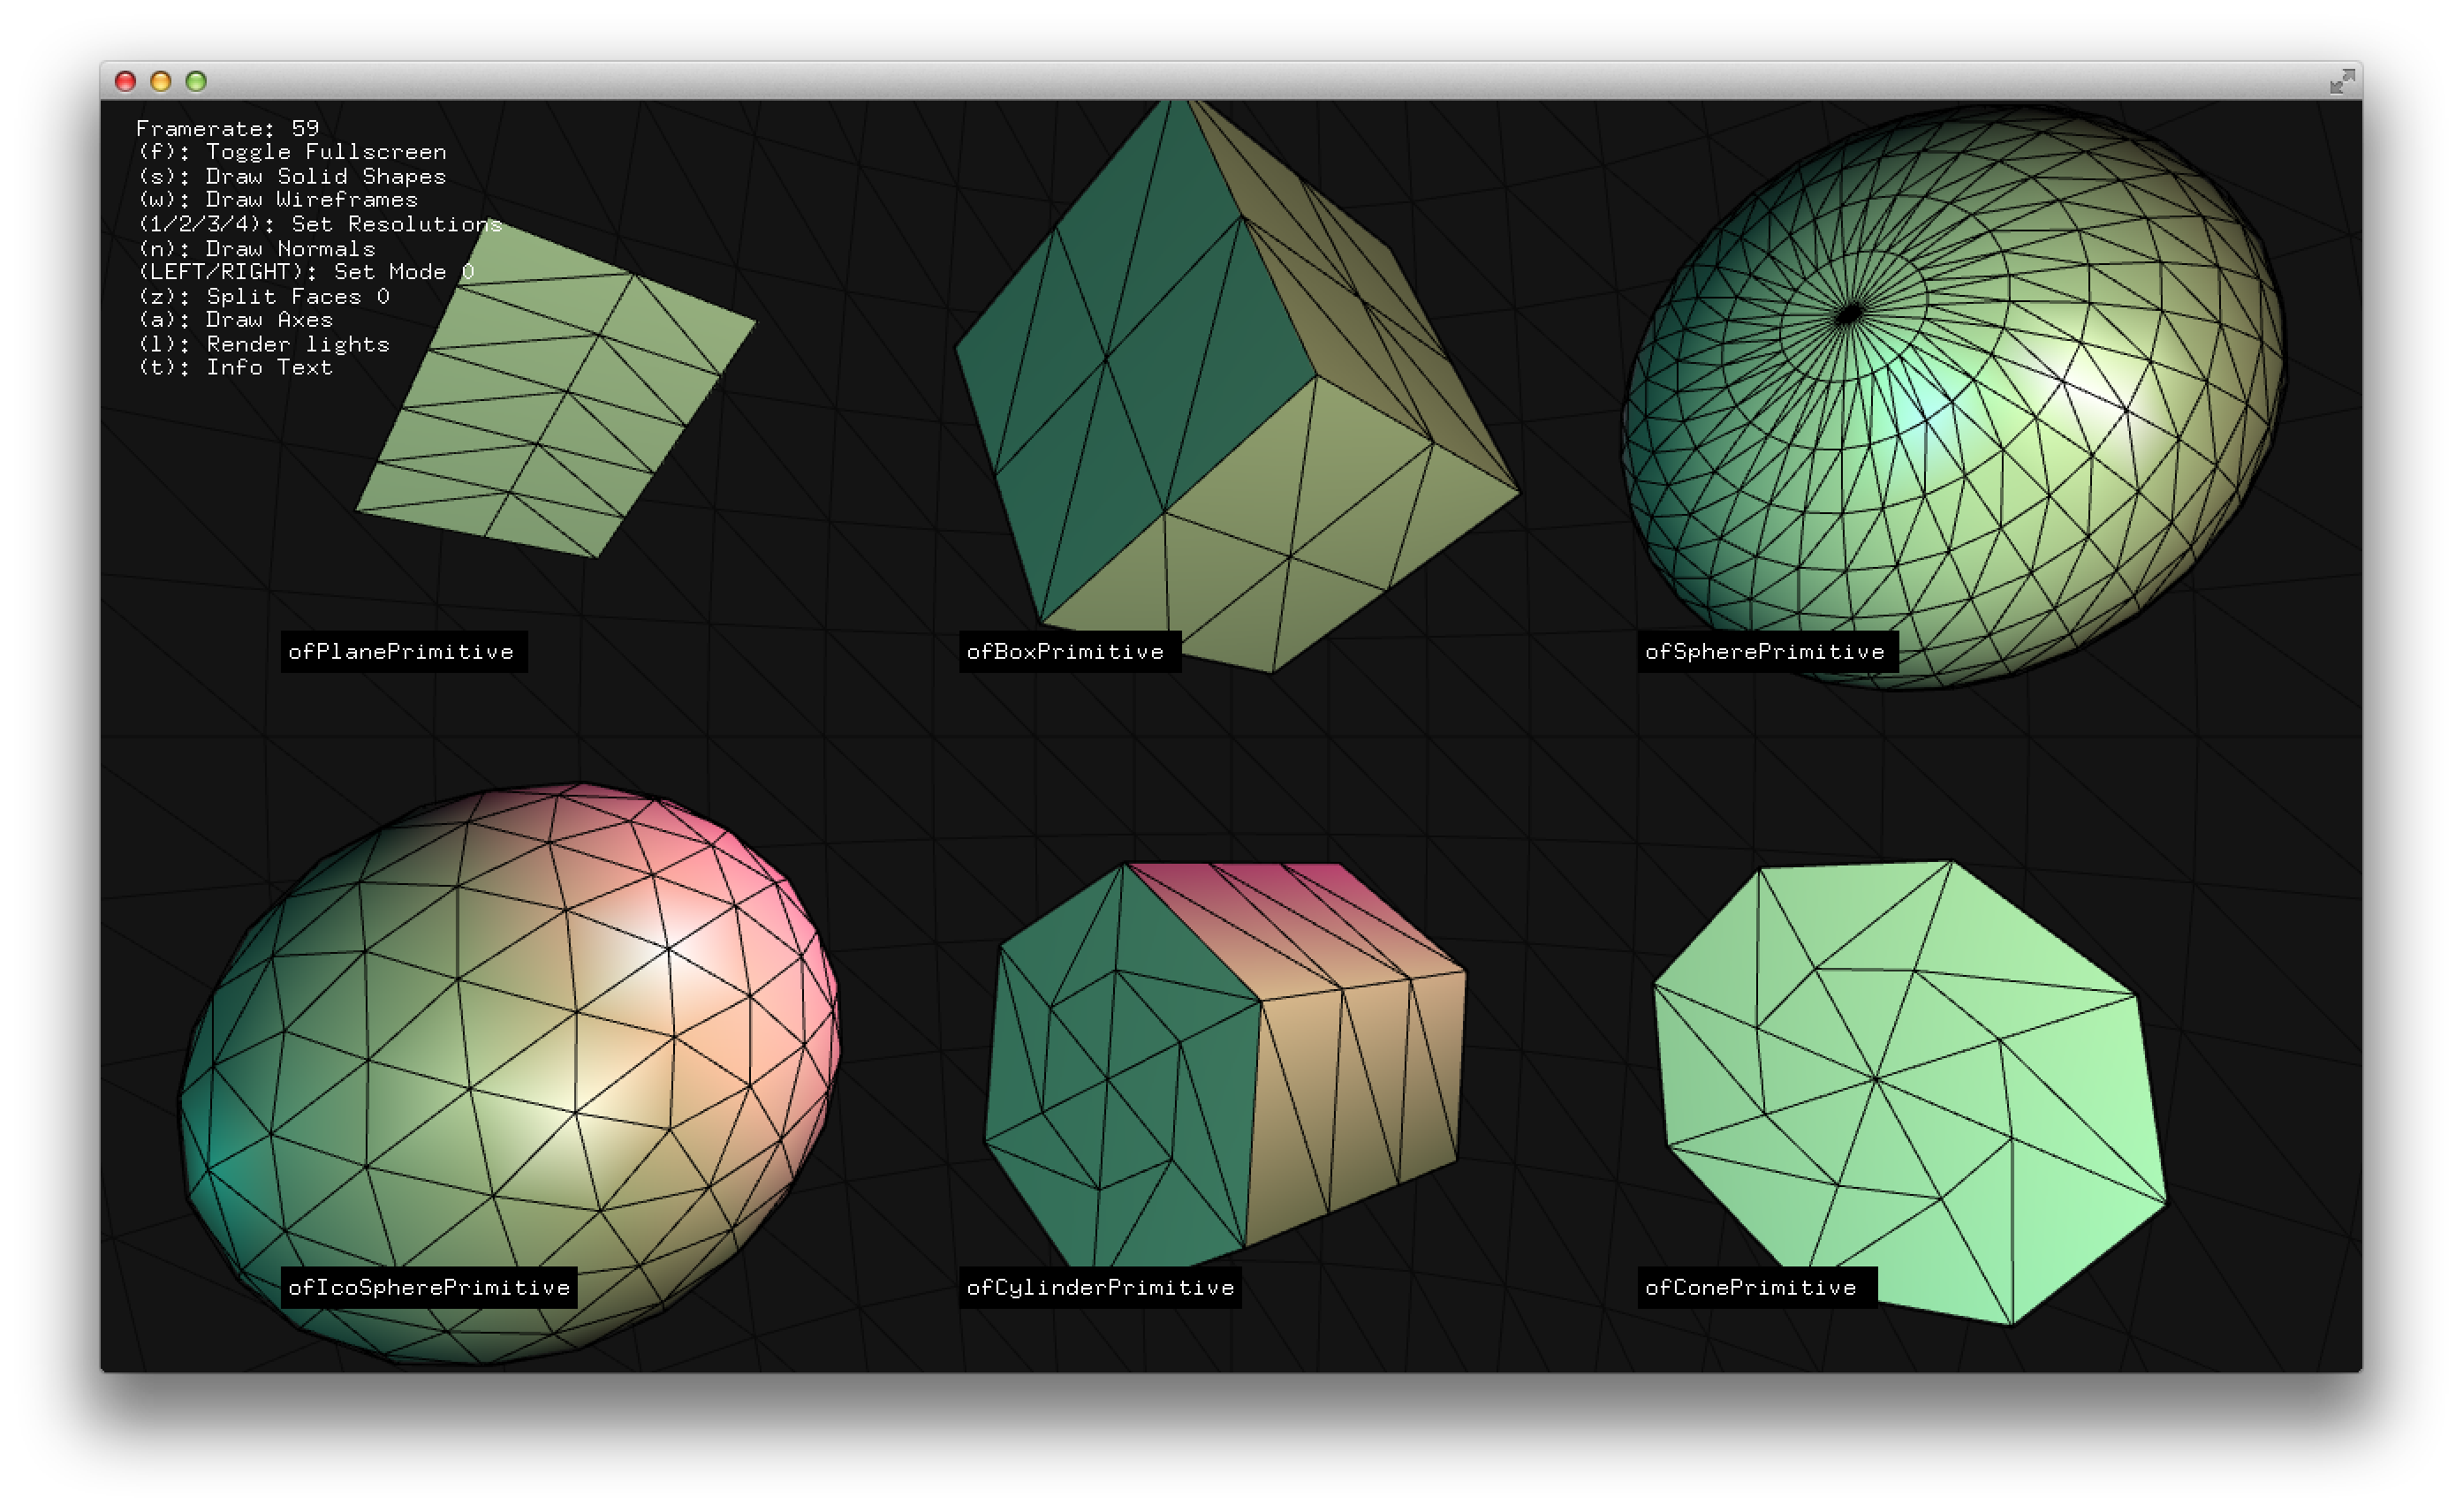 Framerate: 59
(f): Toggle Fullscreen
(s): Draw Solid Shapes
(w): Draw Wireframes
(1/2/3/4): Set Resolutions
(n): Draw Normals
(LEFT/RIGHT): Set Mode 0
(z): Split Faces 0
(a): Draw Axes
(l): Render lights
(t): Info Text
ofPlanePrimitive
ofBoxPrimitive
ofSpherePrimitive
ofIcoSpherePrimitive
ofCylinderPrimitive
ofConePrimitive